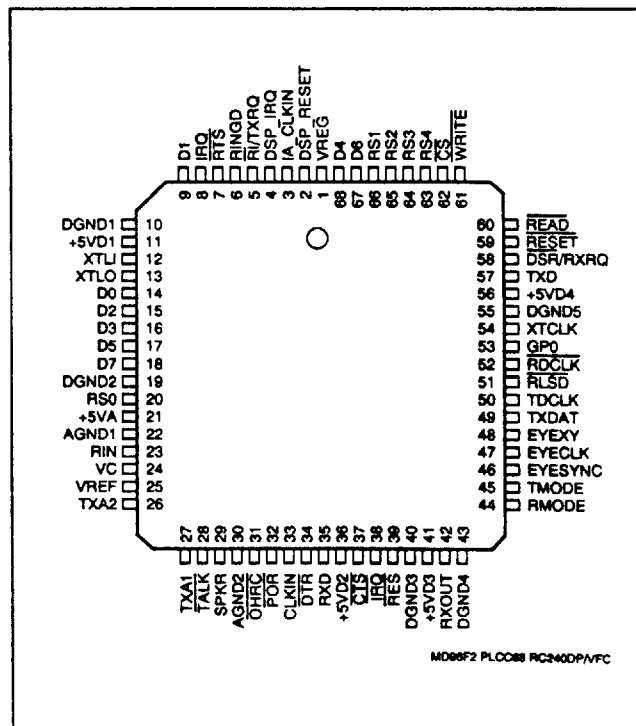 D1 IRQ RTS RINGD RI/TXRQ DSP_IRQ IA_CLKIN DSP_RESET VREG D4 D6 RS1 RS2 RS3 RS4 CS WRITE
9 8 7 6 5 4 3 2 1 68 67 66 65 64 63 62 61
DGND1 10
+5VD1 11
XTLI 12
XTLO 13
D0 14
D2 15
D3 16
D5 17
D7 18
DGND2 19
RS0 20
+5VA 21
AGND1 22
RIN 23
VC 24
VREF 25
TXA2 26
60 READ
59 RESET
58 DSR/RXRQ
57 TXD
56 +5VD4
55 DGND5
54 XTCLK
53 GP0
52 RDCLK
51 RLSD
50 TDCLK
49 TXDAT
48 EYEXY
47 EYECLK
46 EYESYNC
45 TMODE
44 RMODE
27 28 29 30 31 32 33 34 35 36 37 38 39 40 41 42 43
TXA1 TALK SPKR AGND2 OHRC POR CLKIN DTR RXD +5VD2 CTS IRQ RES DGND3 +5VD3 RXOUT DGND4
MD96F2 PLCC68 RC240DP/VFC